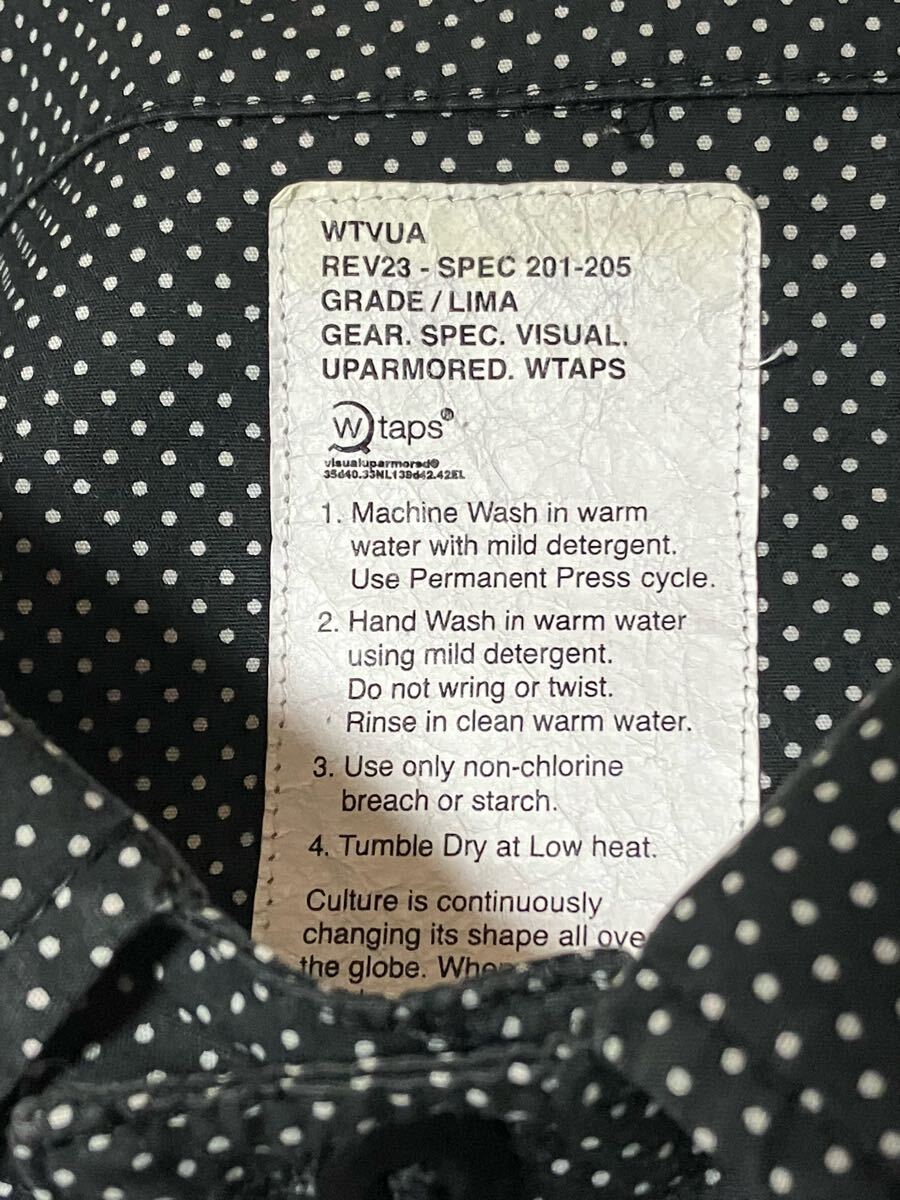 WTVUA
REV23 - SPEC 201-205
GRADE / LIMA
GEAR. SPEC. VISUAL.
UPARMORED. WTAPS
Wtaps®
visualuparmored®
1. Machine Wash in warm
water with mild detergent.
Use Permanent Press cycle.
2. Hand Wash in warm water
using mild detergent.
Do not wring or twist.
Rinse in clean warm water.
3. Use only non-chlorine
breach or starch.
4. Tumble Dry at Low heat.
Culture is continuously
changing its shape all ove
the globe.